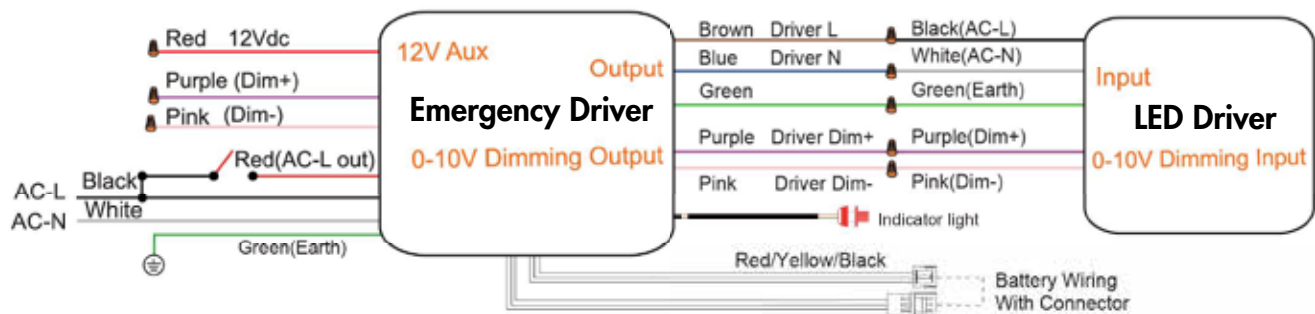 Red 12Vdc
Purple (Dim+)
Pink (Dim-)
Red(AC-L out)
Black
AC-L
White
AC-N
Green(Earth)
12V Aux
Output
Emergency Driver
0-10V Dimming Output
Brown Driver L
Blue Driver N
Green
Purple Driver Dim+
Pink Driver Dim-
Black(AC-L)
White(AC-N)
Green(Earth)
Purple(Dim+)
Pink(Dim-)
Input
LED Driver
0-10V Dimming Input
Indicator light
Red/Yellow/Black
Battery Wiring
With Connector